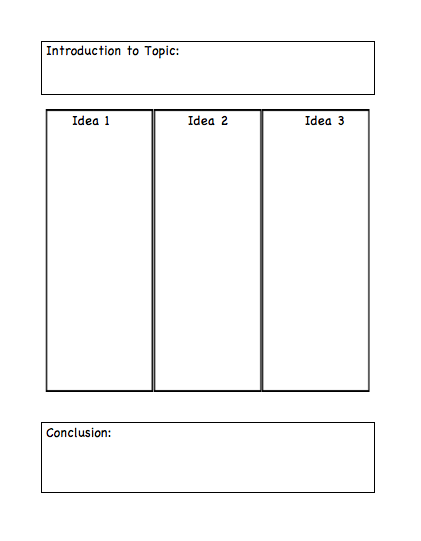 Introduction to Topic:
Idea 1
Idea 2
Idea 3
Conclusion: